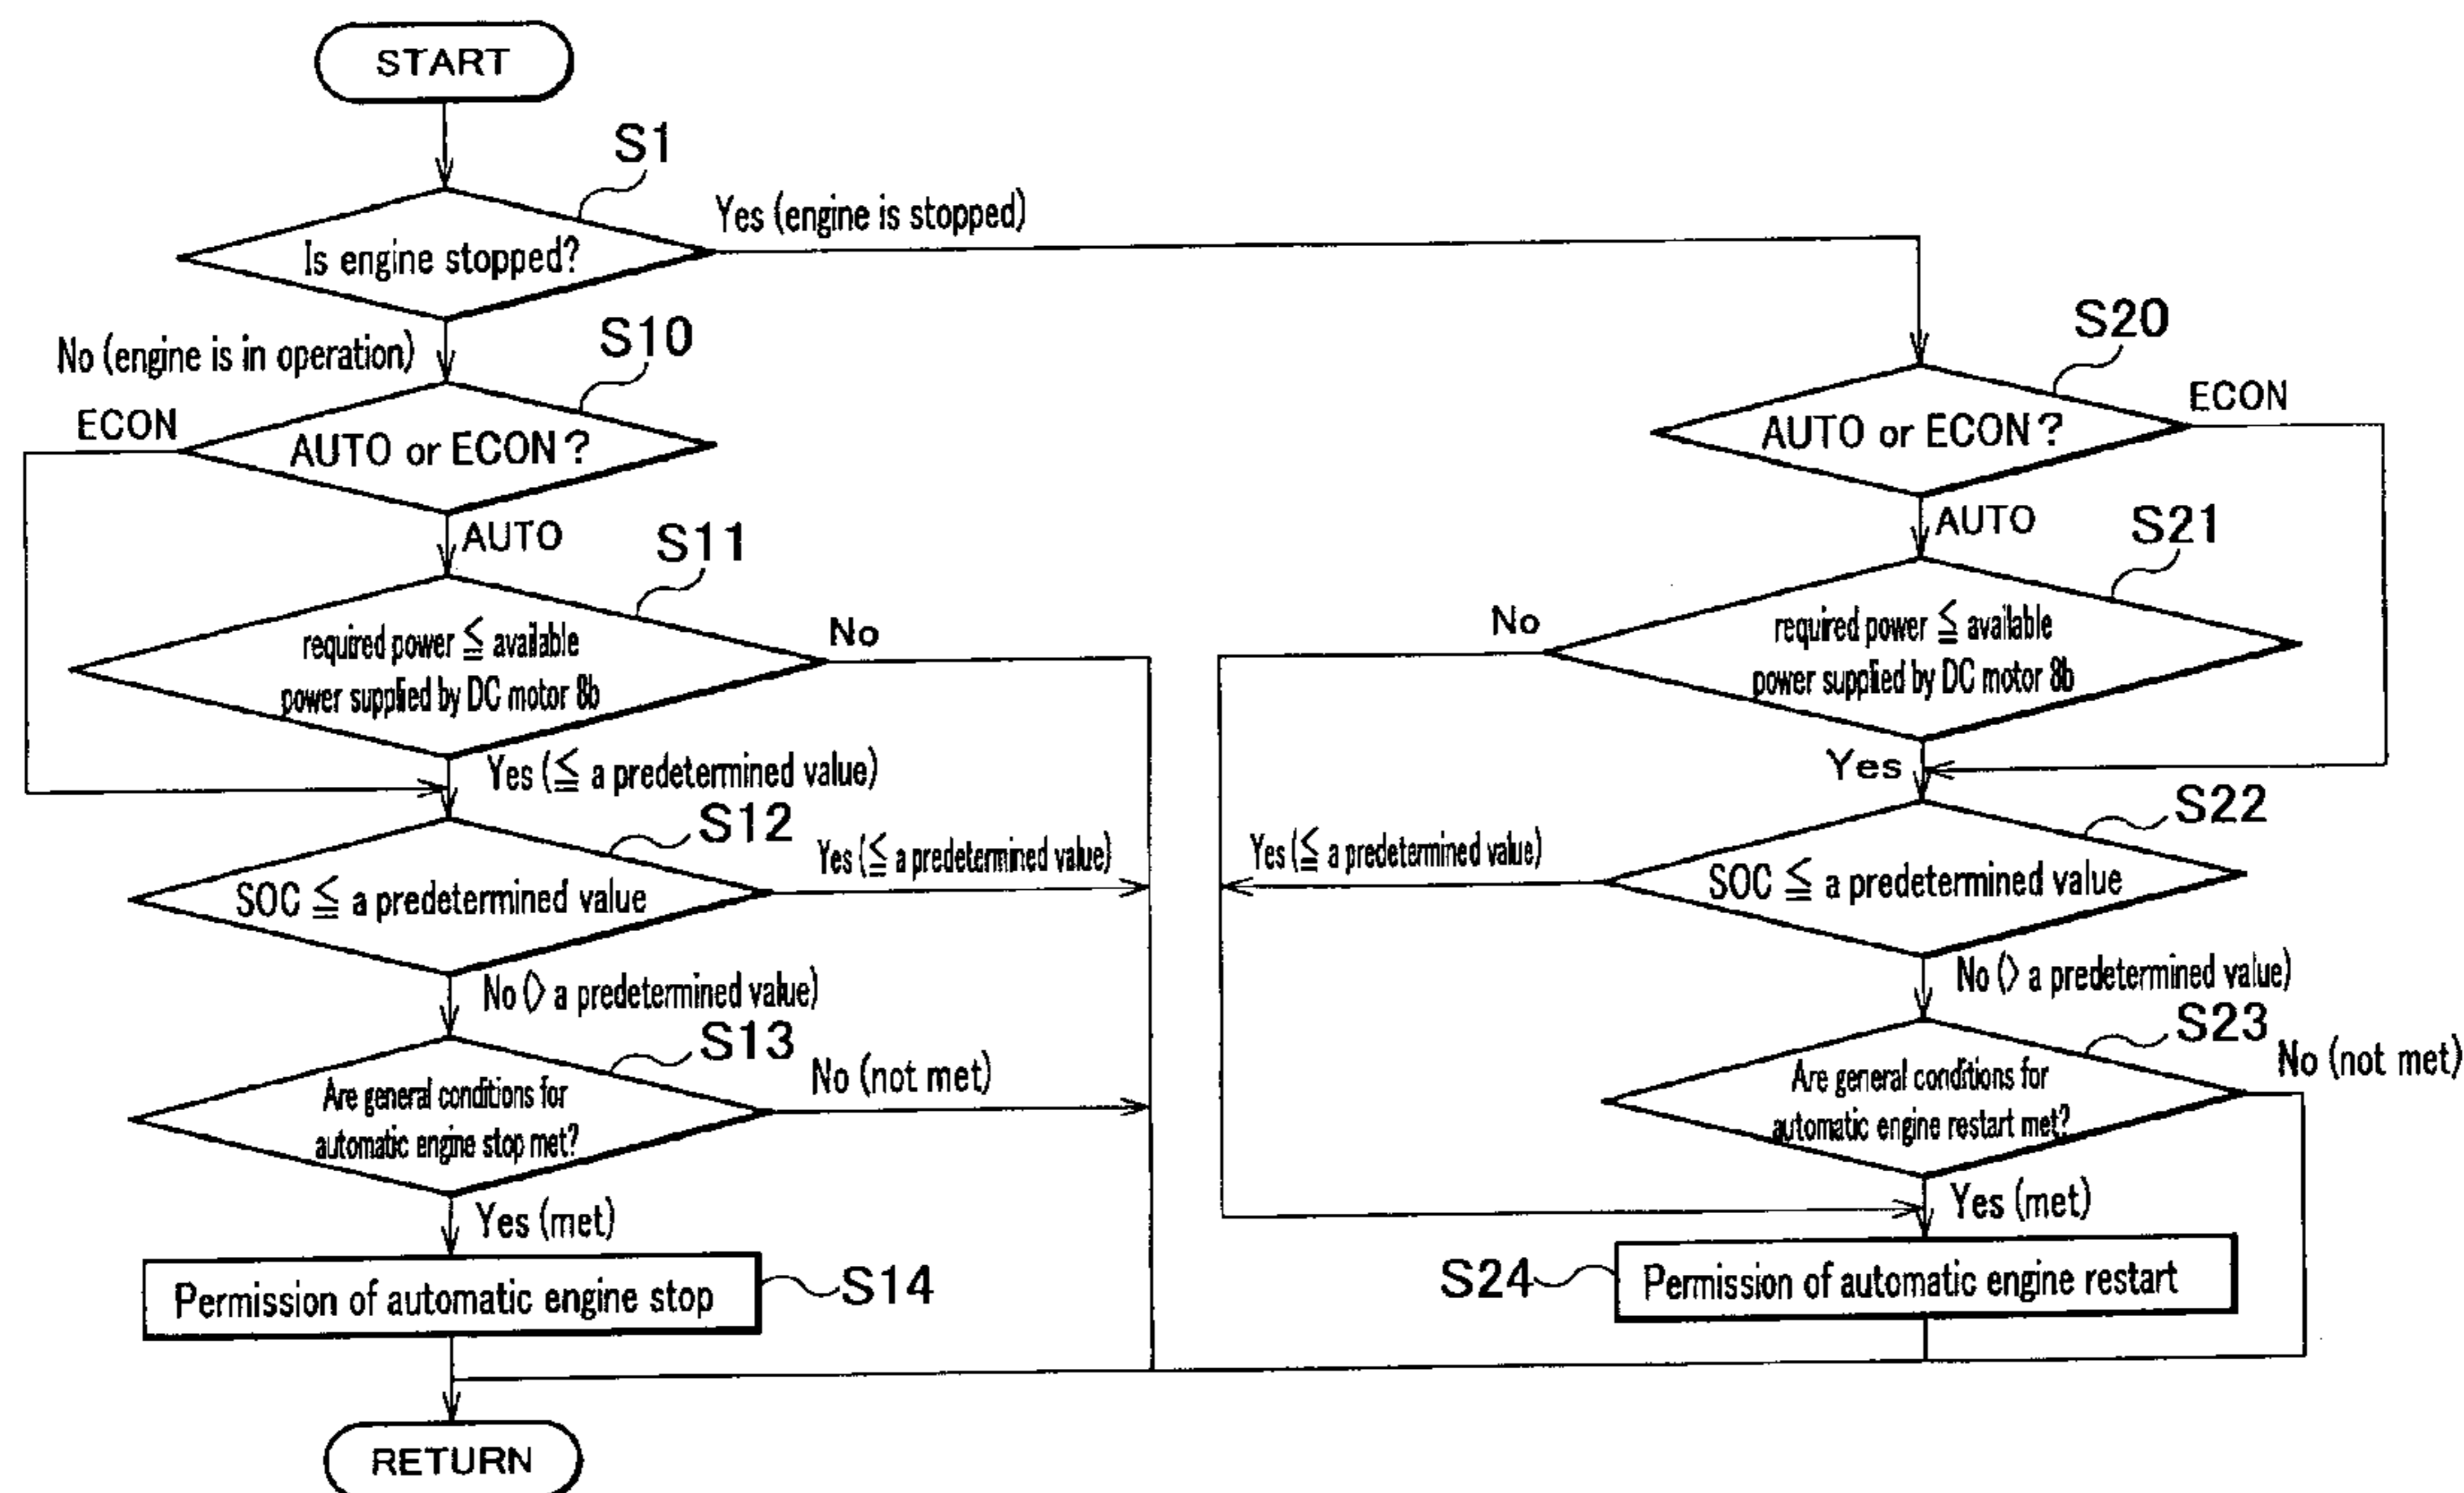 START
S1
Yes (engine is stopped)
Is engine stopped?
No (engine is in operation)
S10
ECON
AUTO or ECON?
AUTO
S11
required power ≦ available
power supplied by DC motor 8b
No
Yes (≦ a predetermined value)
S12
SOC ≦ a predetermined value
Yes (≦ a predetermined value)
No (> a predetermined value)
S13
Are general conditions for
automatic engine stop met?
No (not met)
Yes (met)
Permission of automatic engine stop
S14
RETURN
S20
ECON
AUTO or ECON?
AUTO
S21
No
required power ≦ available
power supplied by DC motor 8b
Yes
S22
Yes (≦ a predetermined value)
SOC ≦ a predetermined value
No (> a predetermined value)
S23
No (not met)
Are general conditions for
automatic engine restart met?
Yes (met)
S24
Permission of automatic engine restart